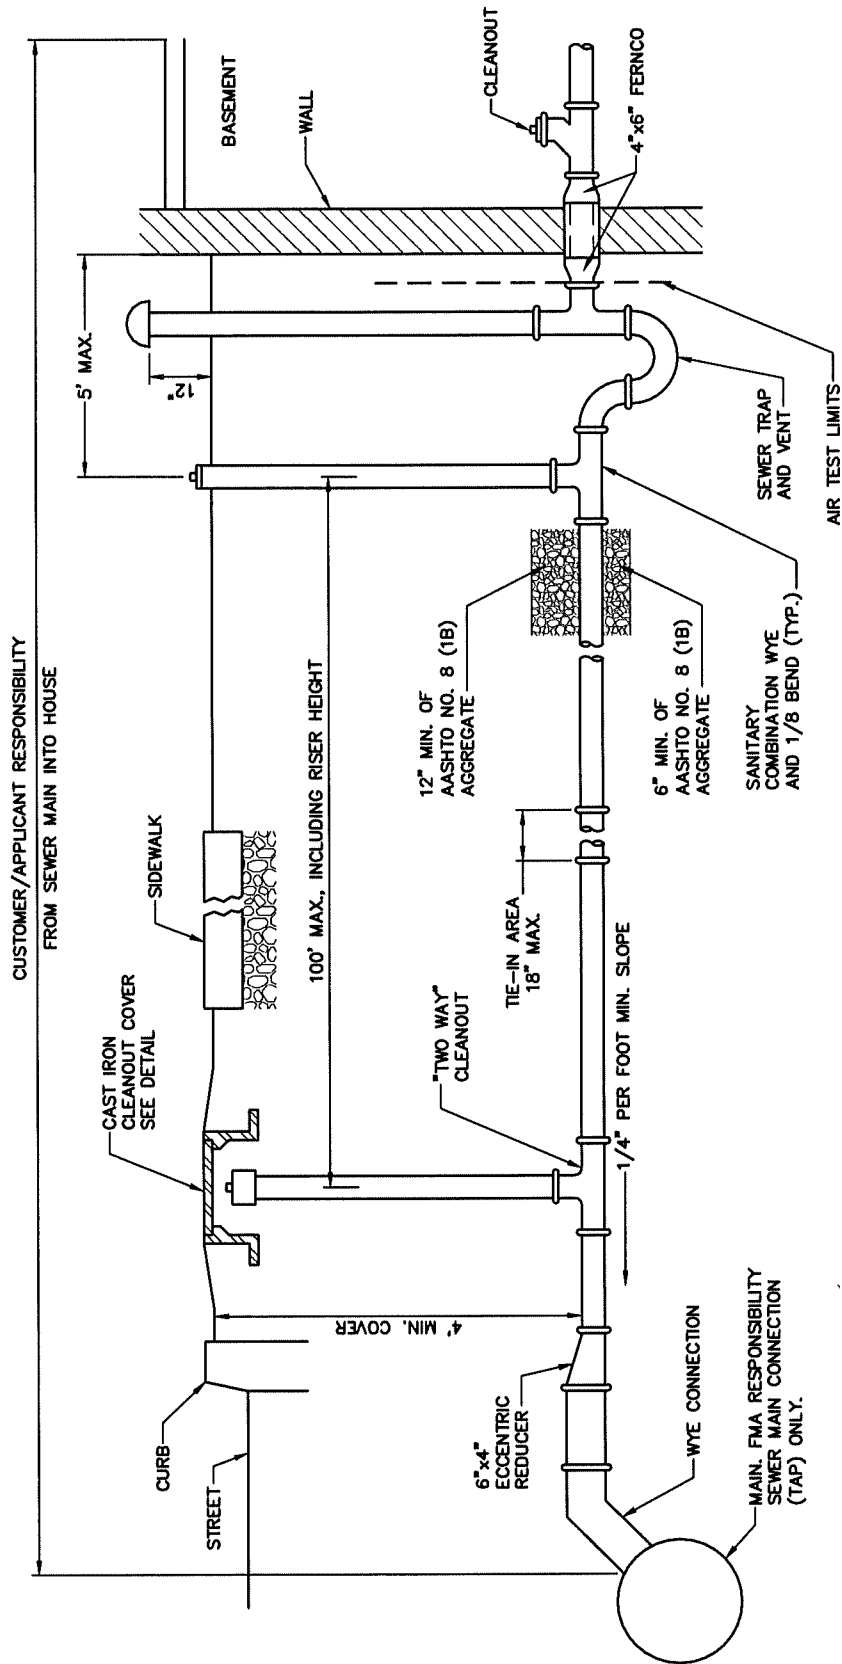 CUSTOMER/APPLICANT RESPONSIBILITY
FROM SEWER MAIN INTO HOUSE
CURB
STREET
CAST IRON
CLEANOUT COVER
SEE DETAIL
SIDEWALK
5' MAX.
12"
BASEMENT
WALL
100' MAX., INCLUDING RISER HEIGHT
4' MIN. COVER
6"x4"
ECCENTRIC
REDUCER
"TWO WAY"
CLEANOUT
TIE-IN AREA
18" MAX.
12" MIN. OF
AASHTO NO. 8 (1B)
AGGREGATE
CLEANOUT
4"x6" FERNCO
1/4" PER FOOT MIN. SLOPE
6" MIN. OF
AASHTO NO. 8 (1B)
AGGREGATE
WYE CONNECTION
MAIN. FMA RESPONSIBILITY
SEWER MAIN CONNECTION
(TAP) ONLY.
SANITARY
COMBINATION WYE
AND 1/8 BEND (TYP.)
SEWER TRAP
AND VENT
AIR TEST LIMITS